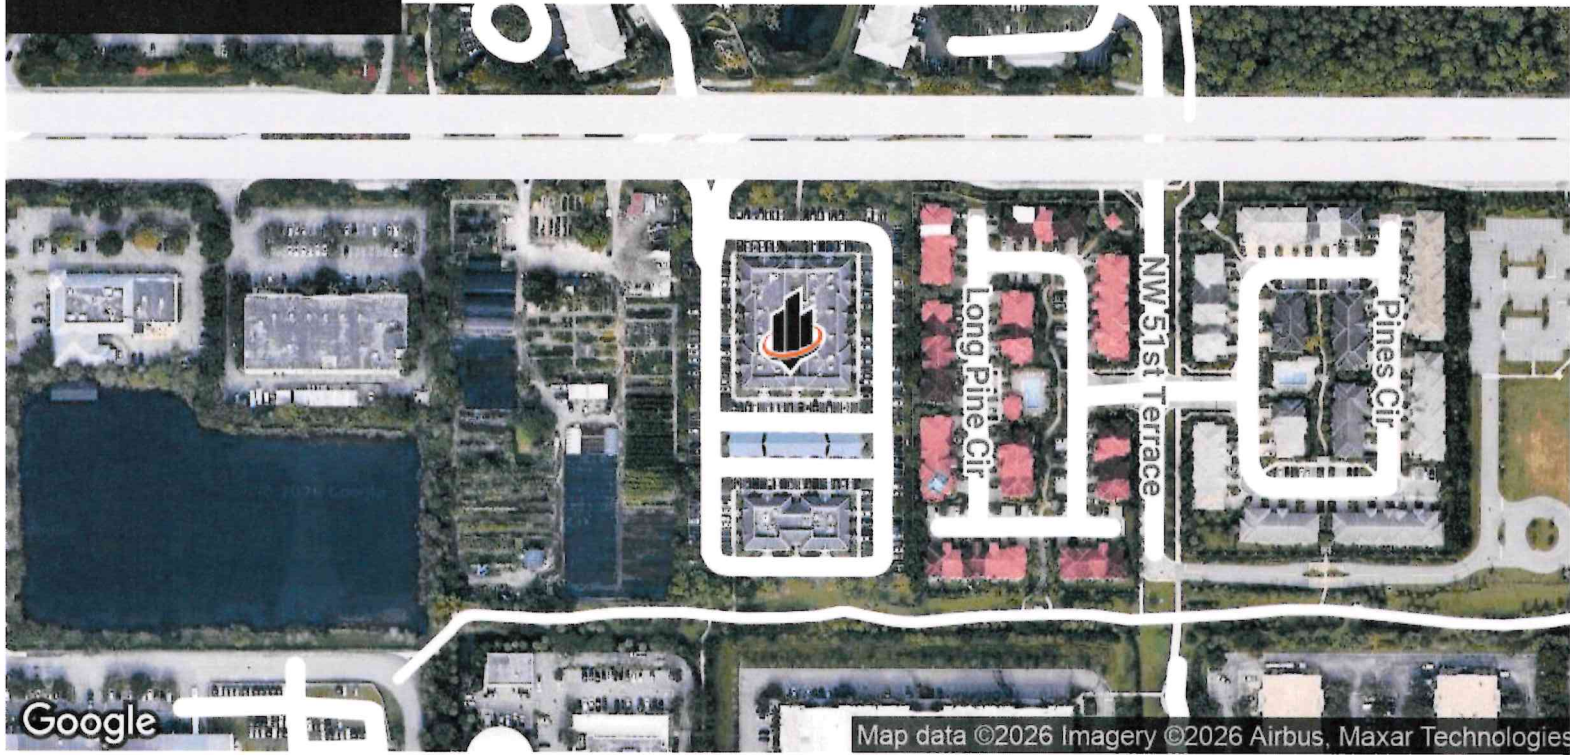 NW 51st Terrace
Long Pine Cir
Pines Cir
Google
Map data ©2026 Imagery ©2026 Airbus, Maxar Technologies